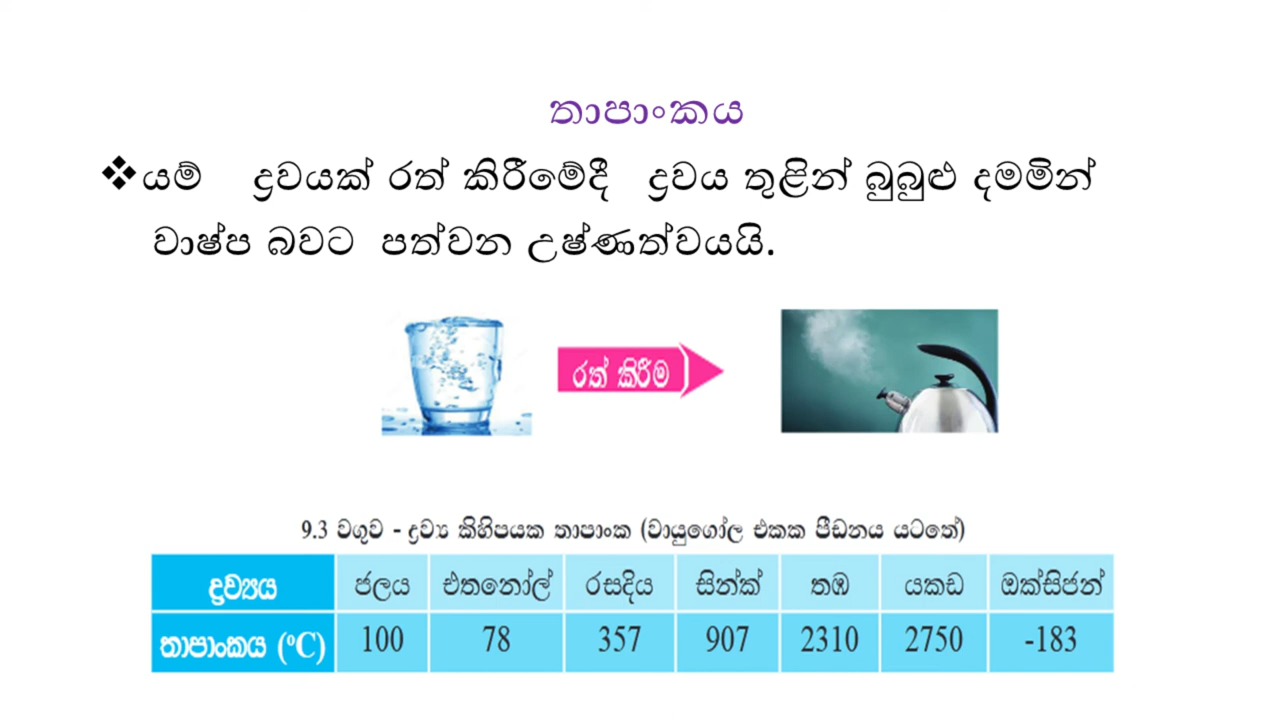 තාපාංකය
❖යම් ද්‍රවයක් රත් කිරීමේදී ද්‍රවය තුළින් බුබුළු දමමින්
වාෂ්ප බවට පත්වන උෂ්ණත්වයයි.
රත් කිරීම
9.3 වගුව - ද්‍රව්‍ය කිහිපයක තාපාංක (වායුගෝල එකක පීඩනය යටතේ)
ද්‍රව්‍යය ජලය එතනෝල් රසදිය සින්ක් තඹ යකඩ ඔක්සිජන්
තාපාංකය (°C) 100 78 357 907 2310 2750 -183